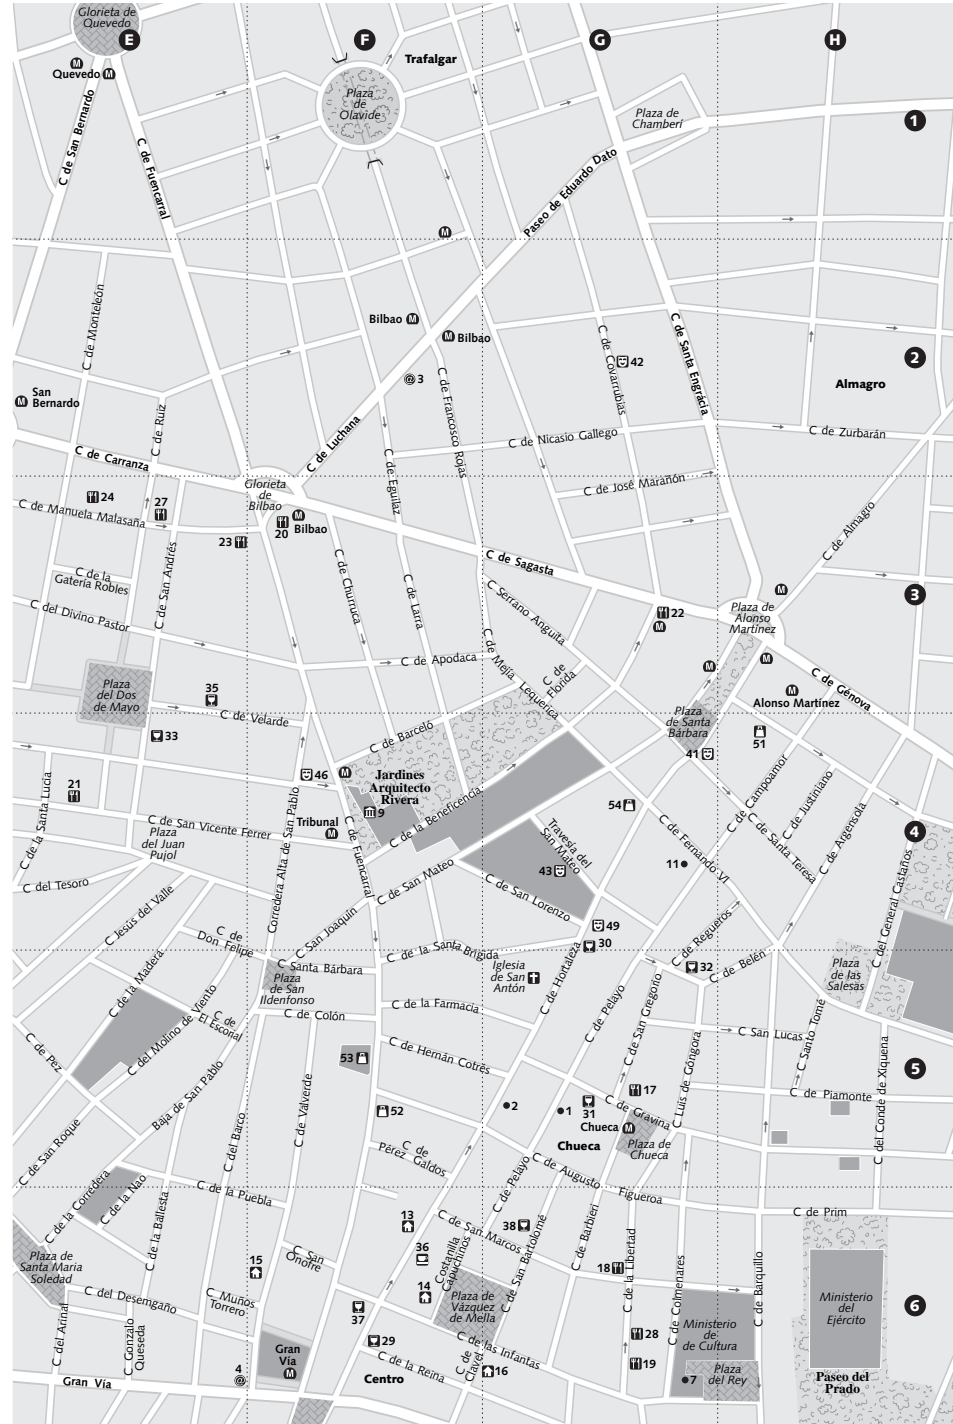 Glorieta de
Quevedo
E
F
G
H
Trafalgar
M
Quevedo M
Plaza
de
Olavide
Plaza de
Chamberí
1
C de San Bernardo
C de Fuencarral
Paseo de Eduardo Dato
M
C de Monteleón
Bilbao M
M Bilbao
C de Covarrubias
42
C de Santa Engrácia
2
@ 3
Almagro
San
M Bernardo
C de Ruiz
C de Francosco Rojas
C de Luchana
C de Nicasio Gallego
C de Zurbarán
C de Carranza
C de Eguilaz
Glorieta
de
Bilbao
C de José Marañón
24
27
C de Manuela Malasaña
M
20 Bilbao
23
C de Almagro
C de Sagasta
C de la
Gatería Robles
C de San Andrés
C de Churruca
C de Larra
C Serrano Anguita
M
3
C del Divino Pastor
22
M
Plaza de
Alonso
Martínez
C de Apodaca
C de Mejía Lequerica
C de
Florida
M
M
Plaza
del Dos
de Mayo
35
C de Génova
M
Alonso Martínez
C de Velarde
Plaza
de Santa
Bárbara
33
C de Barceló
51
41
46
M
Jardines
Arquitecto
Rivera
C de la Santa Lucía
21
C de Campoamor
C de Justiniano
54
Corredera Alta de San Pablo
9
C de la Beneficencia
Tribunal
M
C de San Vicente Ferrer
Plaza
del Juan
Pujol
C de Fuencarral
Travesía del
San Mateo
C de Fernando VI
C de Santa Teresa
C de Argensola
4
43
11
C del General Castaños
C del Tesoro
C de San Mateo
C de San Lorenzo
C Jesús del Valle
C San Joaquín
49
30
C de Regueros
C de
Don Felipe
C de la Santa Brigida
C Santa Bárbara
C de la Madera
Plaza
de San
Ildenfonso
Iglesia
de San
Antón
C de Hortaleza
32
C de Belén
Plaza
de las
Salesas
C del Molino de Viento
C de
El Escorial
C de Colón
C de la Farmacia
C de Pelayo
C de San Gregorio
C San Lucas
C Santo Tomé
C de Pez
53
C de Hernán Cotrés
C Luis de Góngora
5
C de Valverde
17
C de Piamonte
Baja de San Pablo
52
2
1
31
C de Gravina
Chueca M
C del Conde de Xiquena
C de San Roque
C del Barco
Chueca
Plaza de
Chueca
C de
Pérez Galdos
C de Pelayo
C de Augusto Figueroa
C de la Corredera
C de la Nao
C de la Puebla
C de Prim
C de la Ballesta
13
C de San Marcos
38
C de Barbieri
36
Costanilla
Capuchinos
C de San Bartolomé
C de la Libertad
Plaza de
Santa Maria
Soledad
15
C San
Onofre
18
C de Colmenares
C de Barquillo
14
C del Desemgaño
C Muños
Torrero
Plaza de
Vázquez
de Mella
Ministerio
del
Ejército
6
37
Ministerio
de
de Cultura
28
C del Arinal
C Gonzalo
Queseda
29
C de las Infantas
Gran
Vía
M
C de la Reina
C de
Clavel
16
19
4
@
Plaza
del Rey
7
Gran Vía
Centro
Paseo del
Prado